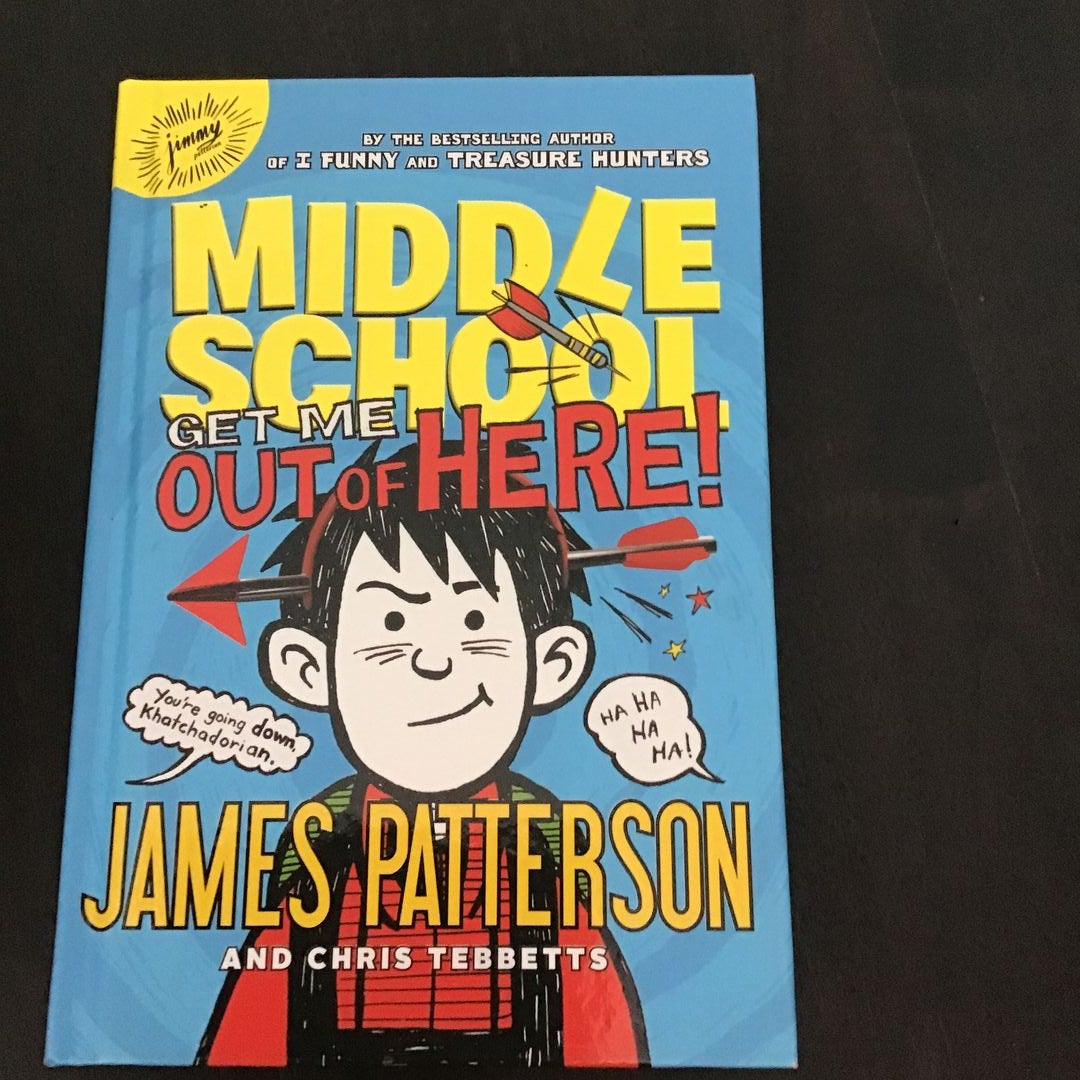 jimmy
patterson
BY THE BESTSELLING AUTHOR
OF I FUNNY AND TREASURE HUNTERS
MIDDLE
SCHOOL
GET ME
OUT OF HERE!
You're going down,
Khatchadorian.
HA HA
HA
HA!
JAMES PATTERSON
AND CHRIS TEBBETTS